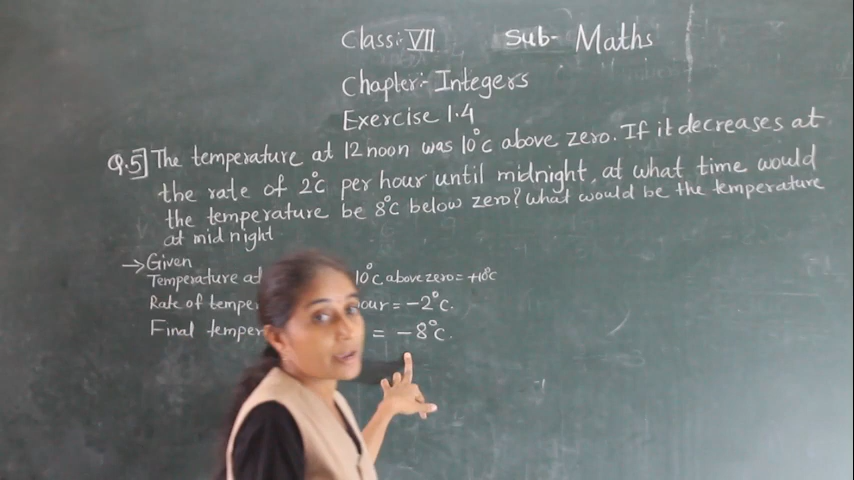 Class:- VII Sub- Maths
Chapter:- Integers
Exercise 1.4
Q.5] The temperature at 12 noon was 10°C above zero. If it decreases at
the rate of 2°C per hour until midnight, at what time would
the temperature be 8°C below zero? What would be the temperature
at mid night
→ Given
Temperature at 10°C above zero = +10°C
Rate of temper our = -2°C.
Final temper = -8°C.